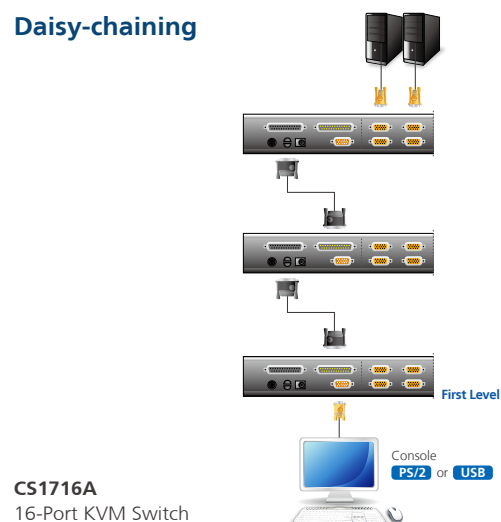 Daisy-chaining
First Level
Console
PS/2 or USB
CS1716A
16-Port KVM Switch